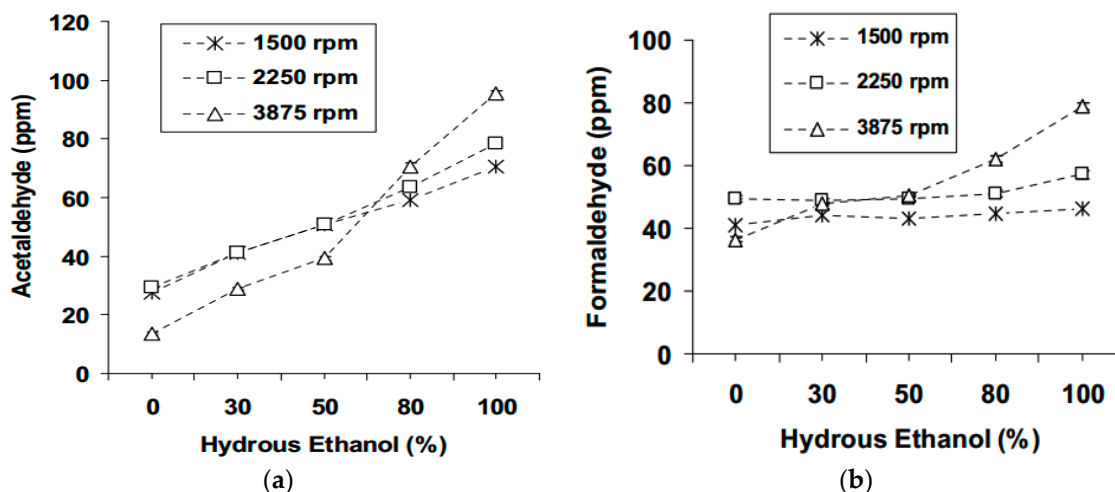 120
100
80
60
40
20
0
Acetaldehyde (ppm)
1500 rpm
2250 rpm
3875 rpm
0 30 50 80 100
Hydrous Ethanol (%)
(a)
100
80
60
40
20
0
Formaldehyde (ppm)
1500 rpm
2250 rpm
3875 rpm
0 30 50 80 100
Hydrous Ethanol (%)
(b)